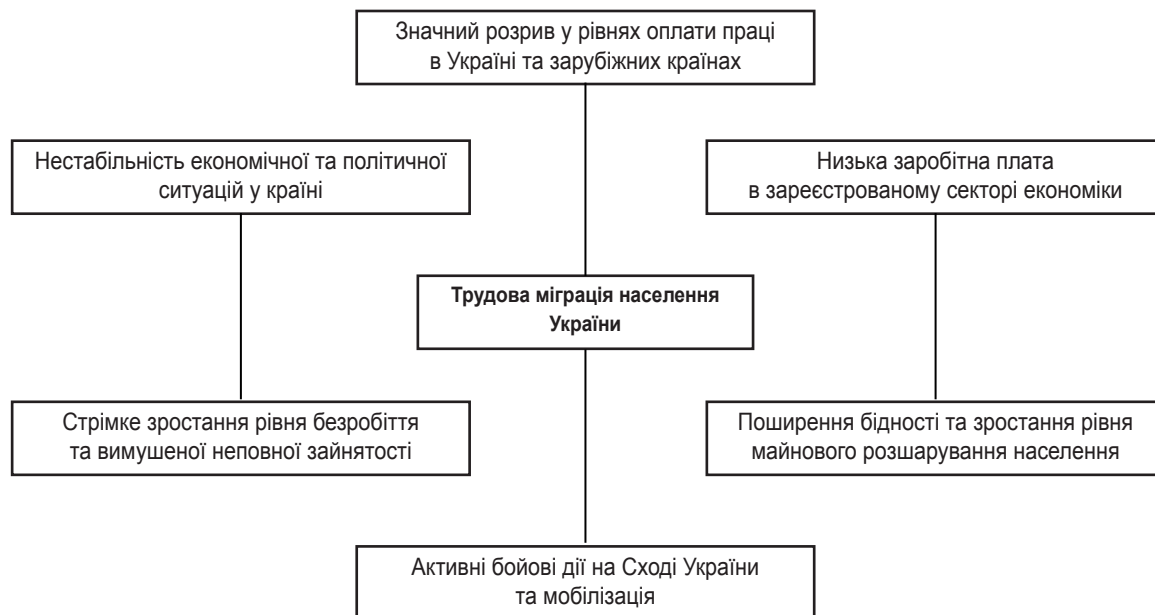 Значний розрив у рівнях оплати праці
в Україні та зарубіжних країнах
Нестабільність економічної та політичної
ситуацій у країні
Низька заробітна плата
в зареєстрованому секторі економіки
Трудова міграція населення
України
Стрімке зростання рівня безробіття
та вимушеної неповної зайнятості
Поширення бідності та зростання рівня
майнового розшарування населення
Активні бойові дії на Сході України
та мобілізація